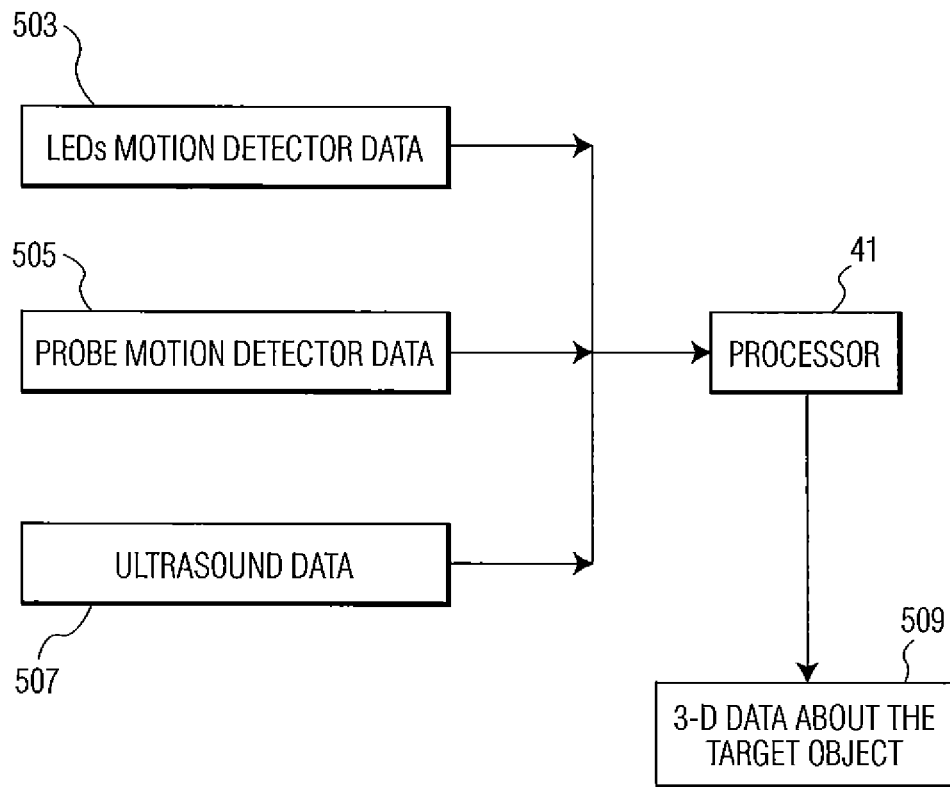 503
LEDs MOTION DETECTOR DATA
505
PROBE MOTION DETECTOR DATA
41
PROCESSOR
ULTRASOUND DATA
507
509
3-D DATA ABOUT THE
TARGET OBJECT